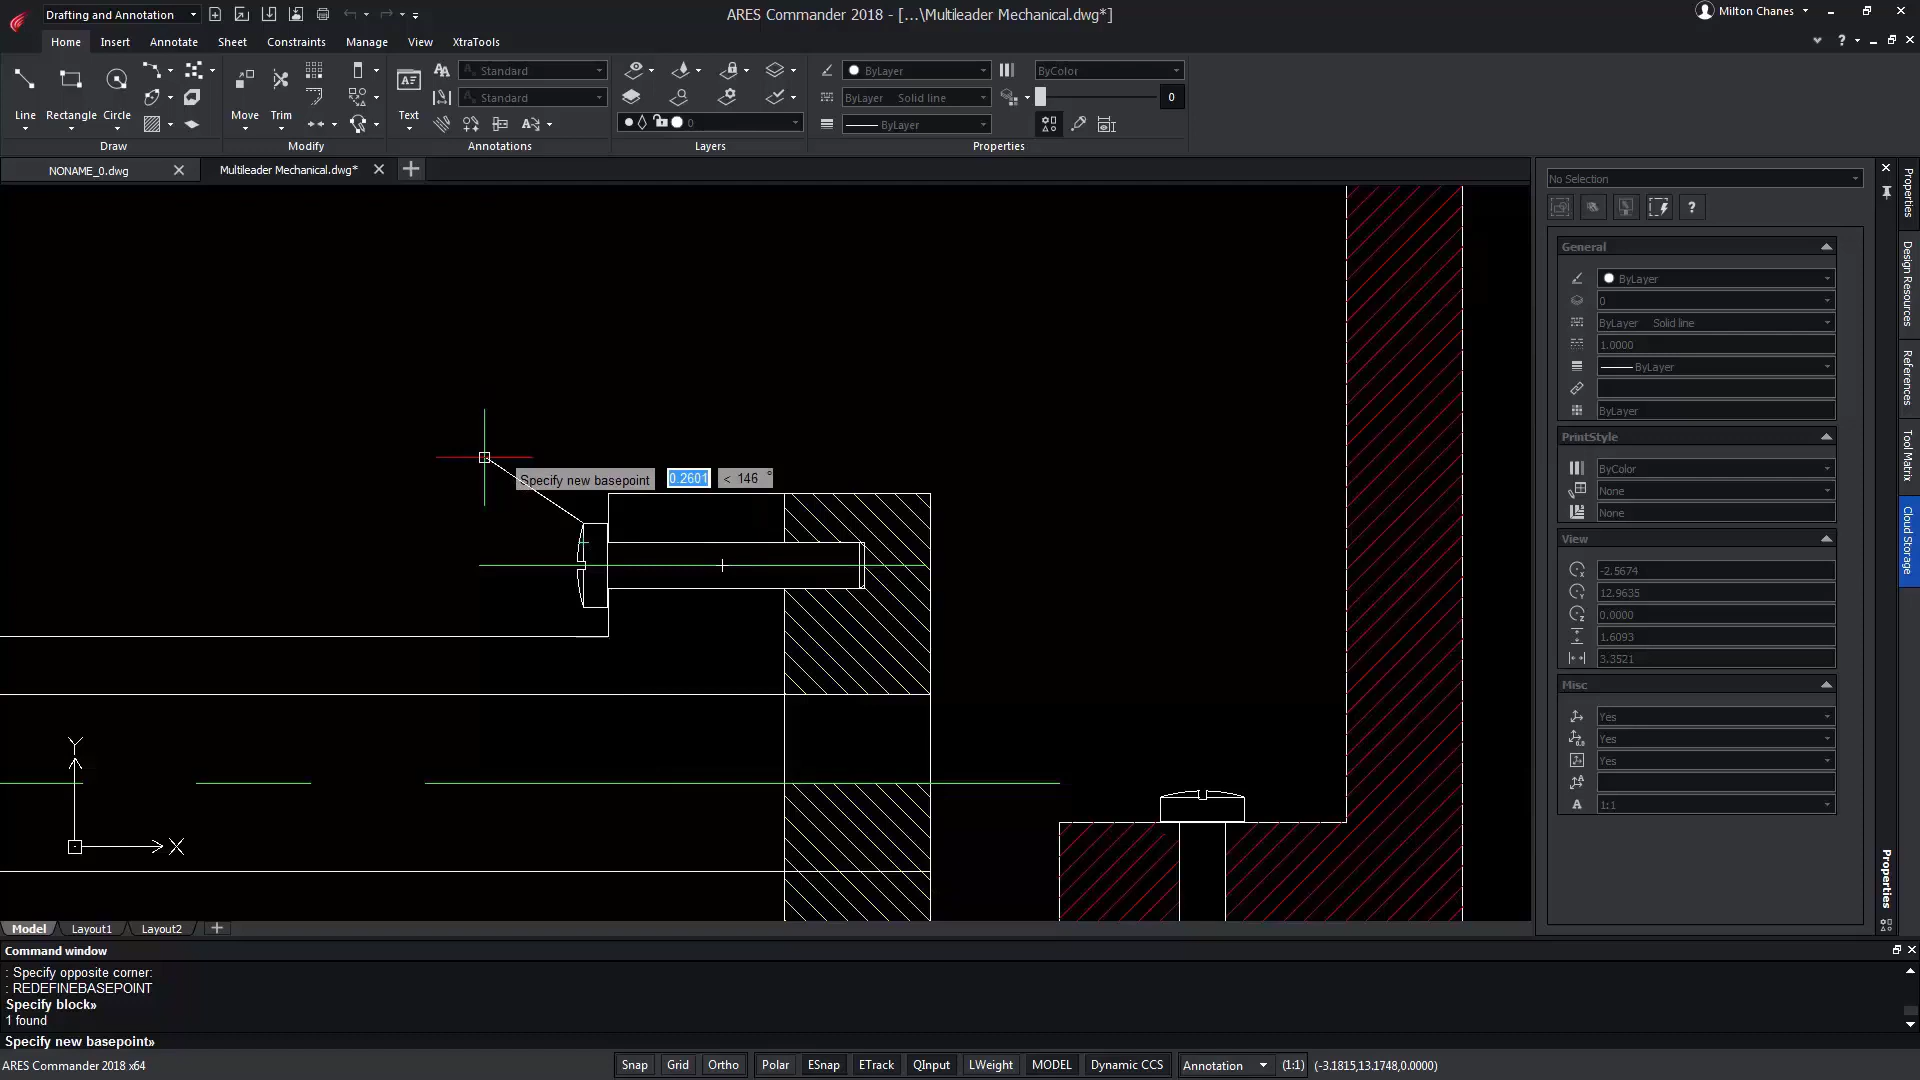 Drafting and Annotation
ARES Commander 2018 - [...\Multileader Mechanical.dwg*]
Milton Chanes
Home Insert Annotate Sheet Constraints Manage View XtraTools
?
Line Rectangle Circle
Move Trim
Text
Standard
Standard
0
ByLayer
ByLayer Solid line
ByLayer
ByColor
0
Draw Modify Annotations Layers Properties
NONAME_0.dwg
Multileader Mechanical.dwg*
Specify new basepoint 0.2601 < 146 °
Y
X
No Selection
?
General
ByLayer
0
ByLayer Solid line
1.0000
ByLayer
ByLayer
PrintStyle
ByColor
None
None
View
-2.5674
12.9635
0.0000
1.6093
3.3521
Misc
Yes
Yes
Yes
1:1
Properties
Properties
Design Resources
References
Tool Matrix
Cloud Storage
Model Layout1 Layout2
Command window
: Specify opposite corner:
: REDEFINEBASEPOINT
Specify block»
1 found
Specify new basepoint»
ARES Commander 2018 x64
Snap Grid Ortho Polar ESnap ETrack QInput LWeight MODEL Dynamic CCS Annotation (1:1) (-3.1815,13.1748,0.0000)